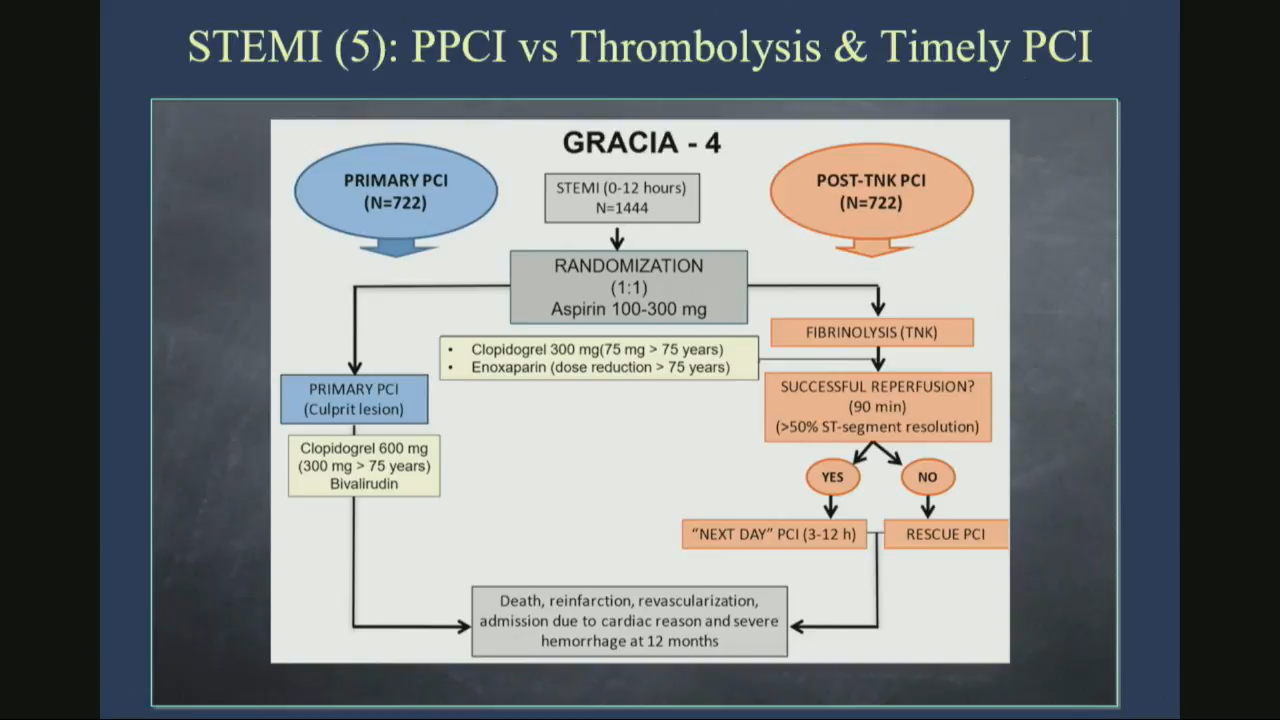 STEMI (5): PPCI vs Thrombolysis & Timely PCI
GRACIA - 4
PRIMARY PCI
(N=722)
STEMI (0-12 hours)
N=1444
POST-TNK PCI
(N=722)
RANDOMIZATION
(1:1)
Aspirin 100-300 mg
FIBRINOLYSIS (TNK)
• Clopidogrel 300 mg(75 mg > 75 years)
• Enoxaparin (dose reduction > 75 years)
PRIMARY PCI
(Culprit lesion)
SUCCESSFUL REPERFUSION?
(90 min)
(>50% ST-segment resolution)
Clopidogrel 600 mg
(300 mg > 75 years)
Bivalirudin
YES
NO
“NEXT DAY” PCI (3-12 h)
RESCUE PCI
Death, reinfarction, revascularization,
admission due to cardiac reason and severe
hemorrhage at 12 months